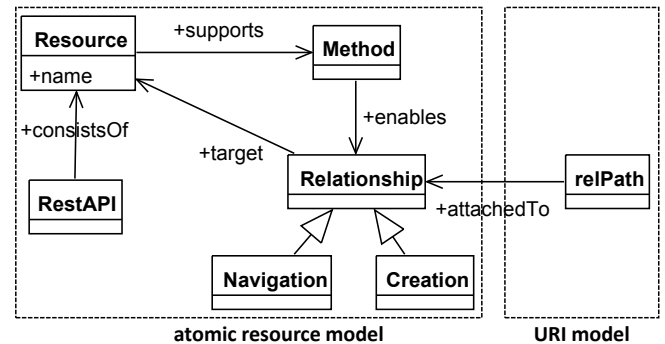 Resource
+name
+supports
Method
+consistsOf
+enables
+target
RestAPI
Relationship
relPath
+attachedTo
Navigation
Creation
atomic resource model
URI model